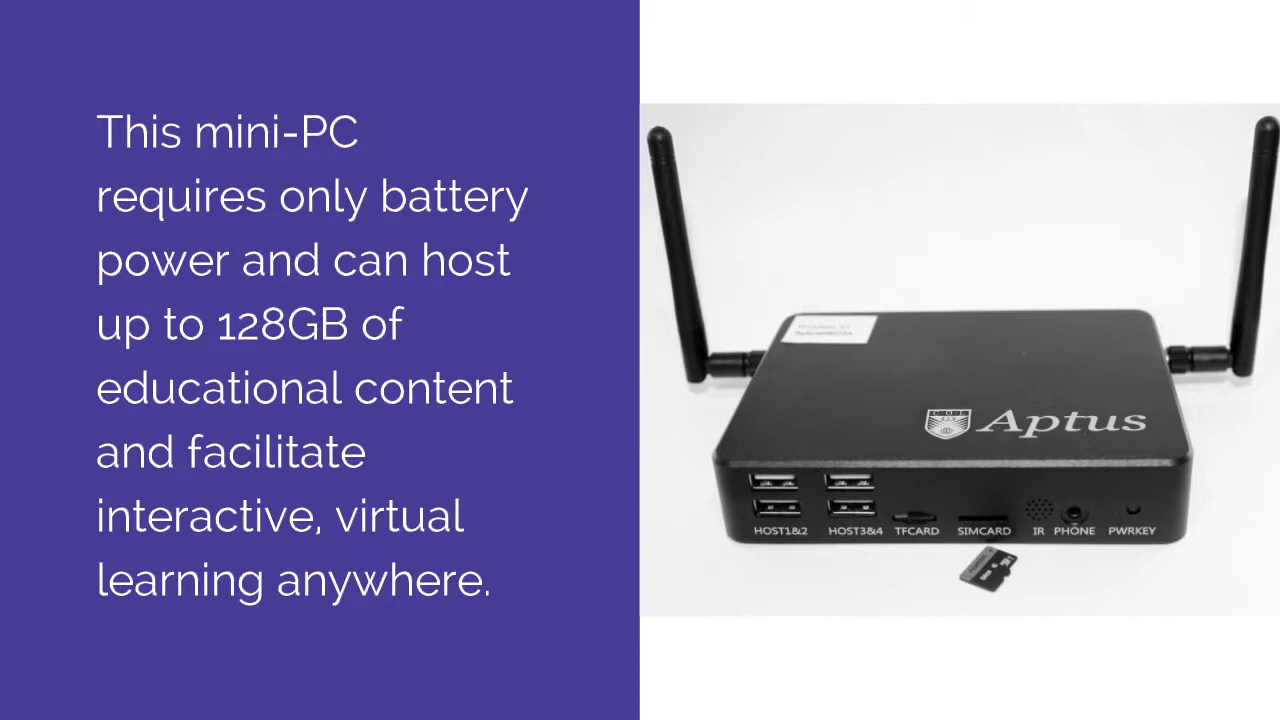 This mini-PC
requires only battery
power and can host
up to 128GB of
educational content
and facilitate
interactive, virtual
learning anywhere.
COL
Aptus
HOST1&2 HOST3&4 TFCARD SIMCARD IR PHONE PWRKEY